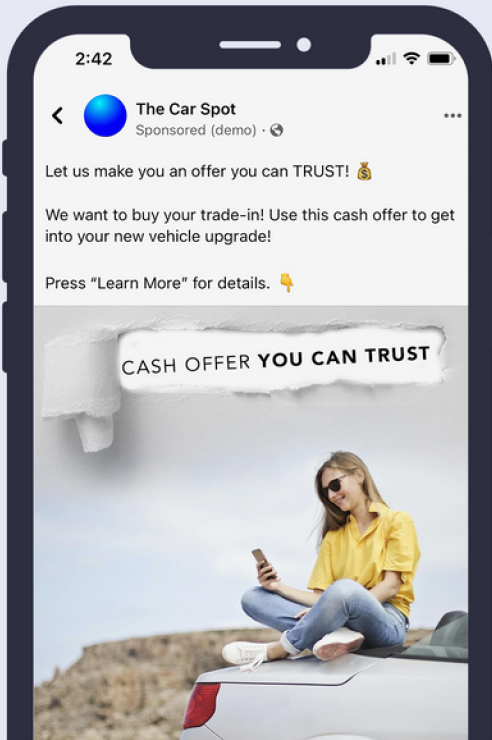 2:42
The Car Spot
Sponsored (demo) ·
Let us make you an offer you can TRUST! 💰
We want to buy your trade-in! Use this cash offer to get
into your new vehicle upgrade!
Press “Learn More” for details. 👇
CASH OFFER YOU CAN TRUST